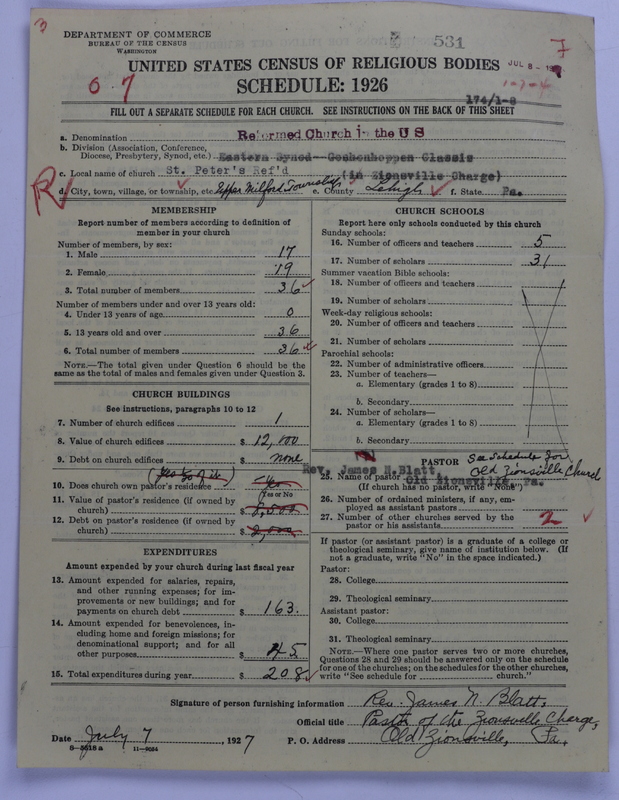 3
DEPARTMENT OF COMMERCE
BUREAU OF THE CENSUS
WASHINGTON
531
7
JUL 8 - 192
UNITED STATES CENSUS OF RELIGIOUS BODIES
SCHEDULE: 1926
0 7
1-7-4
174/1-8
FILL OUT A SEPARATE SCHEDULE FOR EACH CHURCH. SEE INSTRUCTIONS ON THE BACK OF THIS SHEET
a. Denomination Reformed Church in the U S
b. Division (Association, Conference,
Diocese, Presbytery, Synod, etc.) Eastern Synod--Goshenhoppen Classis
c. Local name of church St. Peter's Ref'd (in Zionsville Charge)
R
d. City, town, village, or township, etc. Upper Milford Township e. County Lehigh f. State Pa.
MEMBERSHIP
Report number of members according to definition of
member in your church
Number of members, by sex:
1. Male 17
2. Female 19
3. Total number of members 36
Number of members under and over 13 years old:
4. Under 13 years of age 0
5. 13 years old and over 36
6. Total number of members 36
NOTE.—The total given under Question 6 should be
the same as the total of males and females given under Question 3.
CHURCH BUILDINGS
See instructions, paragraphs 10 to 12
7. Number of church edifices 1
8. Value of church edifices $ 12,000
9. Debt on church edifices $ none
10. Does church own pastor's residence Yes
(Yes or No
11. Value of pastor's residence (if owned by
church) $
12. Debt on pastor's residence (if owned by
church) $ 2,000
EXPENDITURES
Amount expended by your church during last fiscal year
13. Amount expended for salaries, repairs,
and other running expenses; for im-
provements or new buildings; and for
payments on church debt $ 163.
14. Amount expended for benevolences, in-
cluding home and foreign missions; for
denominational support; and for all
other purposes $ 45
15. Total expenditures during year $ 208
CHURCH SCHOOLS
Report here only schools conducted by this church
Sunday schools:
16. Number of officers and teachers 5
17. Number of scholars 31
Summer vacation Bible schools:
18. Number of officers and teachers
19. Number of scholars
Week-day religious schools:
20. Number of officers and teachers
21. Number of scholars
Parochial schools:
22. Number of administrative officers
23. Number of teachers—
a. Elementary (grades 1 to 8)
b. Secondary
24. Number of scholars—
a. Elementary (grades 1 to 8)
b. Secondary
PASTOR See Schedule for
Old Zionsville Church
Rev. James N. Blatt,
25. Name of pastor Old Zionsville, Pa.
(If church has no pastor, write "None")
26. Number of ordained ministers, if any, em-
ployed as assistant pastors
27. Number of other churches served by the
pastor or his assistants 2
If pastor (or assistant pastor) is a graduate of a college or
theological seminary, give name of institution below. (If
not a graduate, write "No" in the space indicated.)
Pastor:
28. College
29. Theological seminary
Assistant pastor:
30. College
31. Theological seminary
NOTE.—Where one pastor serves two or more churches,
Questions 28 and 29 should be answered only on the schedule
for one of the churches; on the schedules for the other churches,
write "See schedule for church."
Signature of person furnishing information Rev. James N. Blatt,
Official title Pastor of the Zionsville Charge,
Date July 7, 1927 P. O. Address Old Zionsville, Pa.
8-5518 a 11-9034